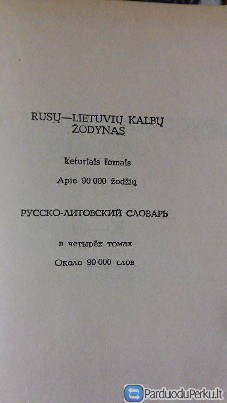 RUSŲ—LIETUVIŲ KALBŲ
ŽODYNAS
keturiais tomais
Apie 90 000 žodžių
РУССКО-ЛИТОВСКИЙ СЛОВАРЬ
в четырёх томах
Около 90 000 слов
ParduoduPerku.lt